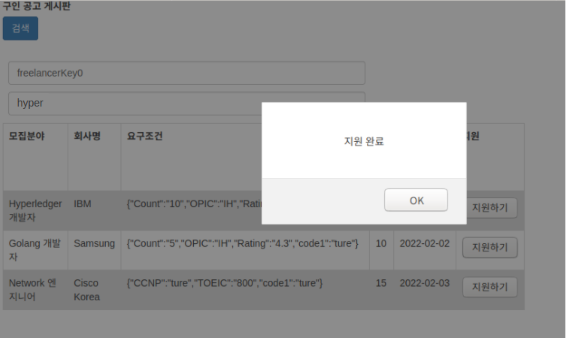 구인 공고 게시판
검색
freelancerKey0
hyper
모집분야 회사명 요구조건
지원 완료
OK
Hyperledger 개발자 IBM {"Count":"10","OPIC":"IH", 지원하기
Golang 개발자 Samsung {"Count":"5","OPIC":"IH","Rating":"4.3","code1":"ture"} 10 2022-02-02 지원하기
Network 엔지니어 Cisco Korea {"CCNP":"ture","TOEIC":"800","code1":"ture"} 15 2022-02-03 지원하기